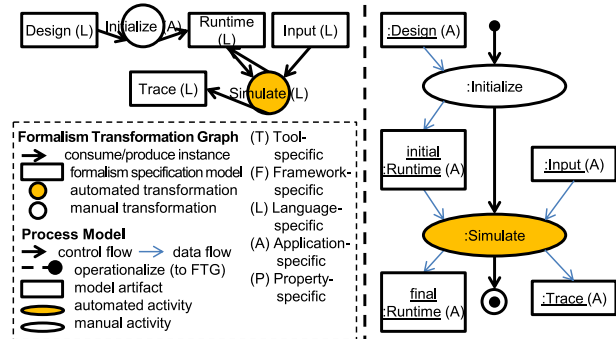 Design (L)
Initialize (A)
Runtime (L)
Input (L)
Trace (L)
Simulate (L)
Formalism Transformation Graph
consume/produce instance
formalism specification model
automated transformation
manual transformation
Process Model
control flow
data flow
operationalize (to FTG)
model artifact
automated activity
manual activity
(T) Tool-
specific
(F) Framework-
specific
(L) Language-
specific
(A) Application-
specific
(P) Property-
specific
:Design (A)
:Initialize
initial
:Runtime (A)
:Input (A)
:Simulate
final
:Runtime (A)
:Trace (A)